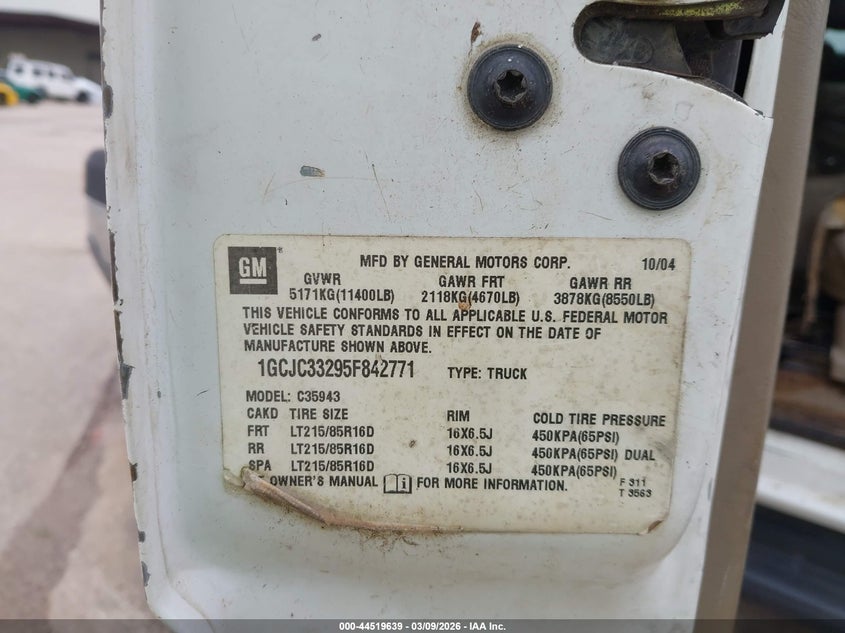 GM
®
MFD BY GENERAL MOTORS CORP. 10/04
GVWR GAWR FRT GAWR RR
5171KG(11400LB) 2118KG(4670LB) 3878KG(8550LB)
THIS VEHICLE CONFORMS TO ALL APPLICABLE U.S. FEDERAL MOTOR
VEHICLE SAFETY STANDARDS IN EFFECT ON THE DATE OF
MANUFACTURE SHOWN ABOVE.
1GCJC33295F842771 TYPE: TRUCK
MODEL: C35943
CAKD TIRE SIZE RIM COLD TIRE PRESSURE
FRT LT215/85R16D 16X6.5J 450KPA(65PSI)
RR LT215/85R16D 16X6.5J 450KPA(65PSI) DUAL
SPA LT215/85R16D 16X6.5J 450KPA(65PSI)
OWNER'S MANUAL i FOR MORE INFORMATION.
F 311
T 3563
000-44519639 - 03/09/2026 - IAA Inc.